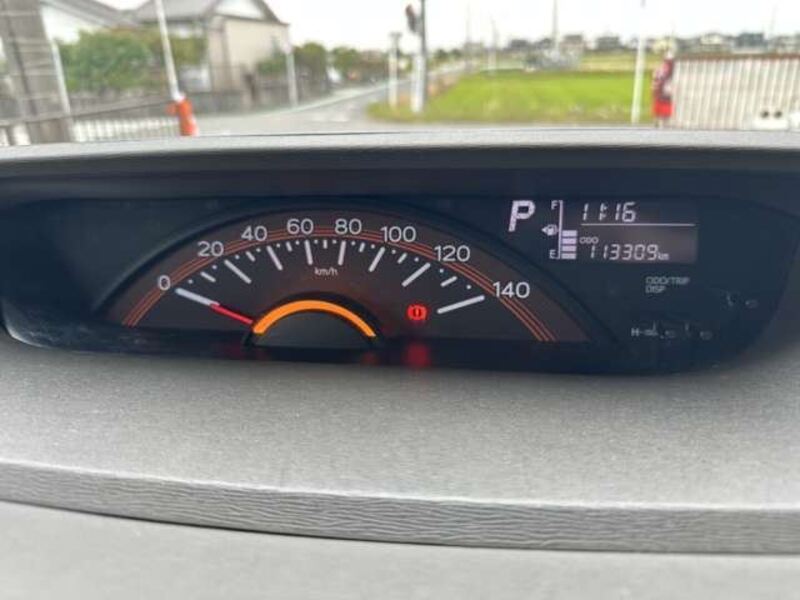 0 20 40 60 80 100 120 140
km/h
P
F
E
11:16
ODO
113309km
ODO/TRIP
DISP
H